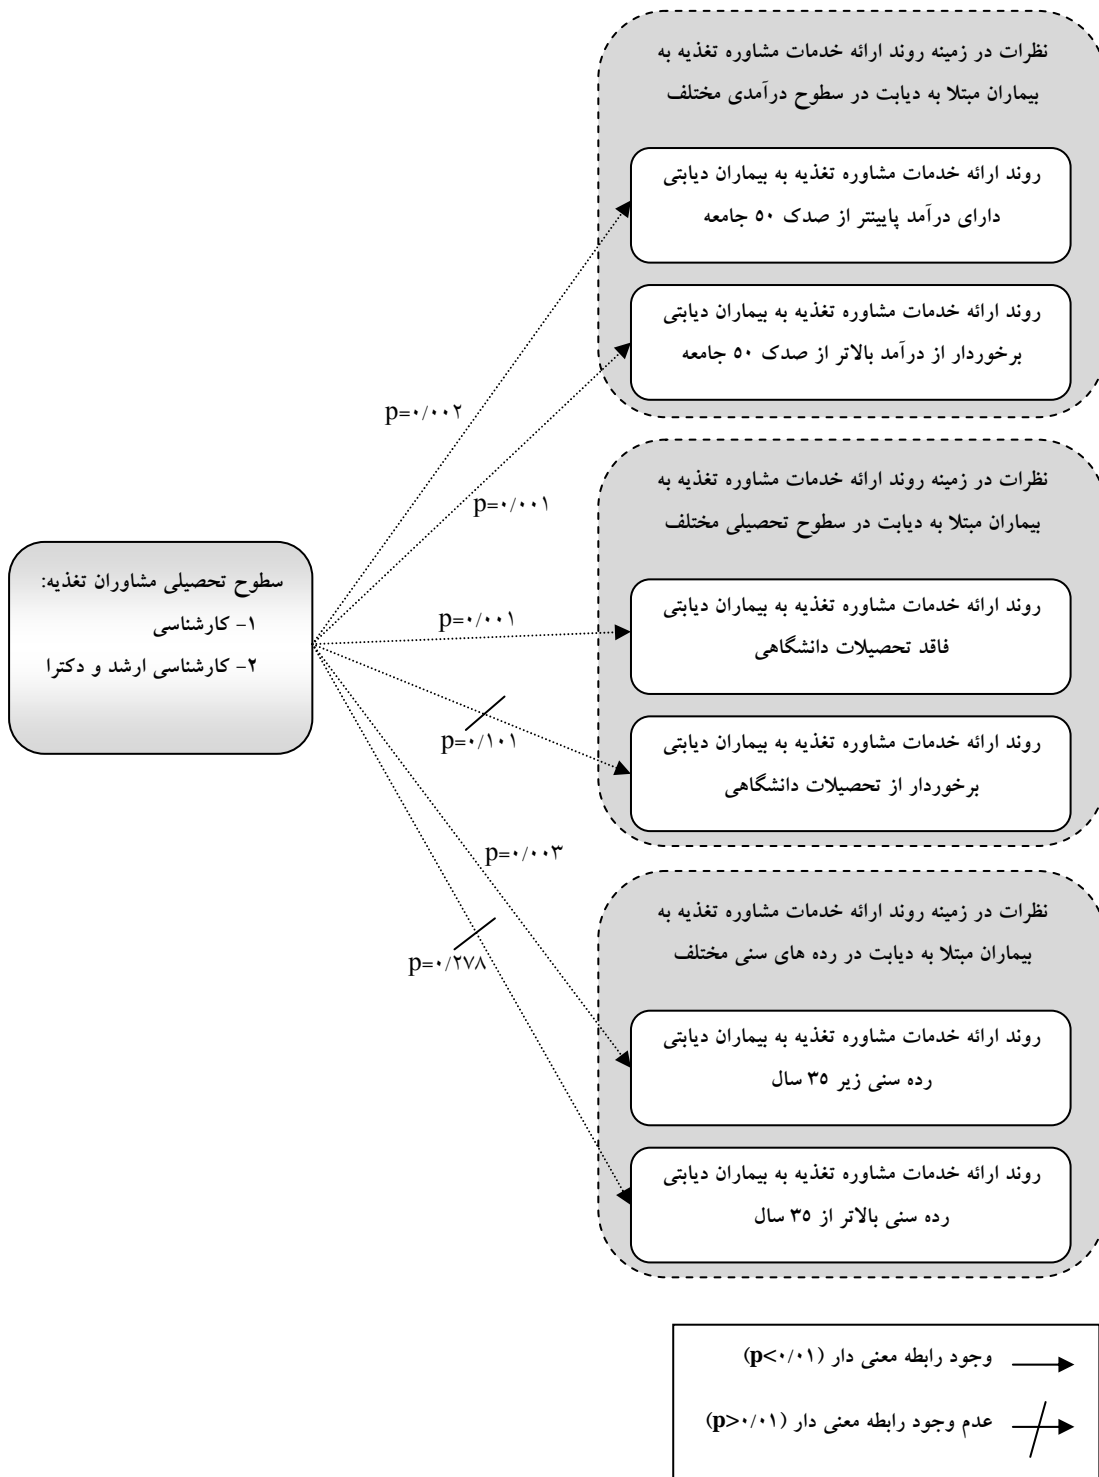 نظرات در زمینه روند ارائه خدمات مشاوره تغذیه به
بیماران مبتلا به دیابت در سطوح درآمدی مختلف
روند ارائه خدمات مشاوره تغذیه به بیماران دیابتی
دارای درآمد پایینتر از صدک ۵۰ جامعه
روند ارائه خدمات مشاوره تغذیه به بیماران دیابتی
برخوردار از درآمد بالاتر از صدک ۵۰ جامعه
p=۰/۰۰۲
p=۰/۰۰۱
نظرات در زمینه روند ارائه خدمات مشاوره تغذیه به
بیماران مبتلا به دیابت در سطوح تحصیلی مختلف
روند ارائه خدمات مشاوره تغذیه به بیماران دیابتی
فاقد تحصیلات دانشگاهی
روند ارائه خدمات مشاوره تغذیه به بیماران دیابتی
برخوردار از تحصیلات دانشگاهی
سطوح تحصیلی مشاوران تغذیه:
۱- کارشناسی
۲- کارشناسی ارشد و دکترا
p=۰/۰۰۱
p=۰/۱۰۱
p=۰/۰۰۳
p=۰/۲۷۸
نظرات در زمینه روند ارائه خدمات مشاوره تغذیه به
بیماران مبتلا به دیابت در رده های سنی مختلف
روند ارائه خدمات مشاوره تغذیه به بیماران دیابتی
رده سنی زیر ۳۵ سال
روند ارائه خدمات مشاوره تغذیه به بیماران دیابتی
رده سنی بالاتر از ۳۵ سال
وجود رابطه معنی دار (p<۰/۰۱)
عدم وجود رابطه معنی دار (p>۰/۰۱)